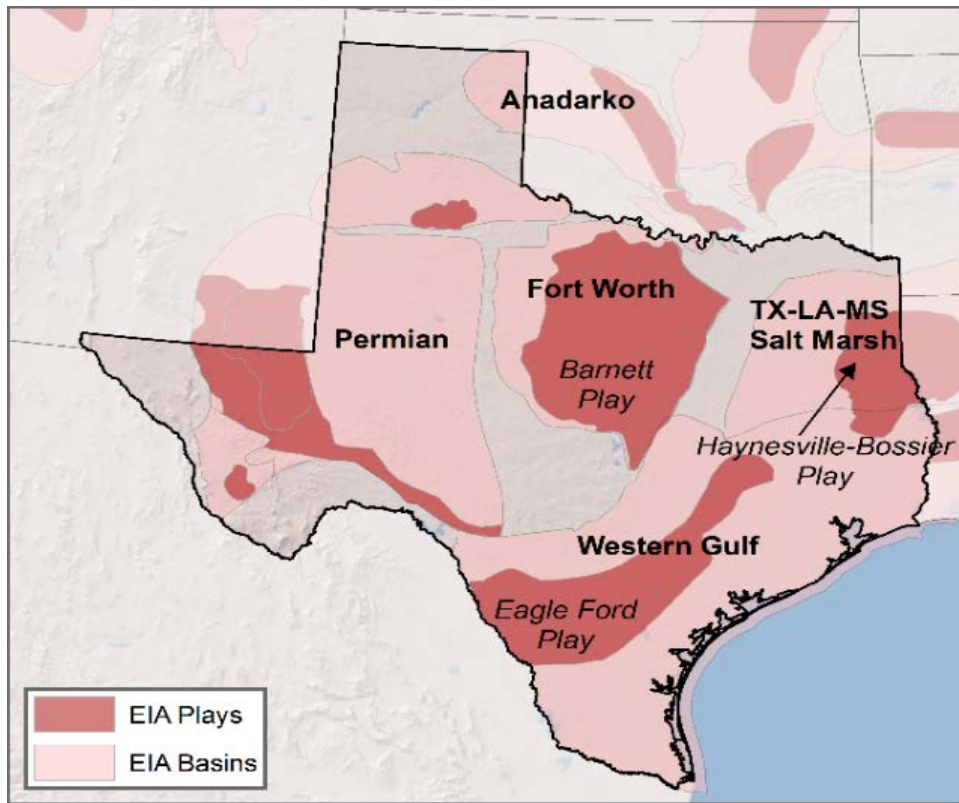 Anadarko
Fort Worth
TX-LA-MS
Salt Marsh
Permian
Barnett
Play
Haynesville-Bossier
Play
Western Gulf
Eagle Ford
Play
EIA Plays
EIA Basins